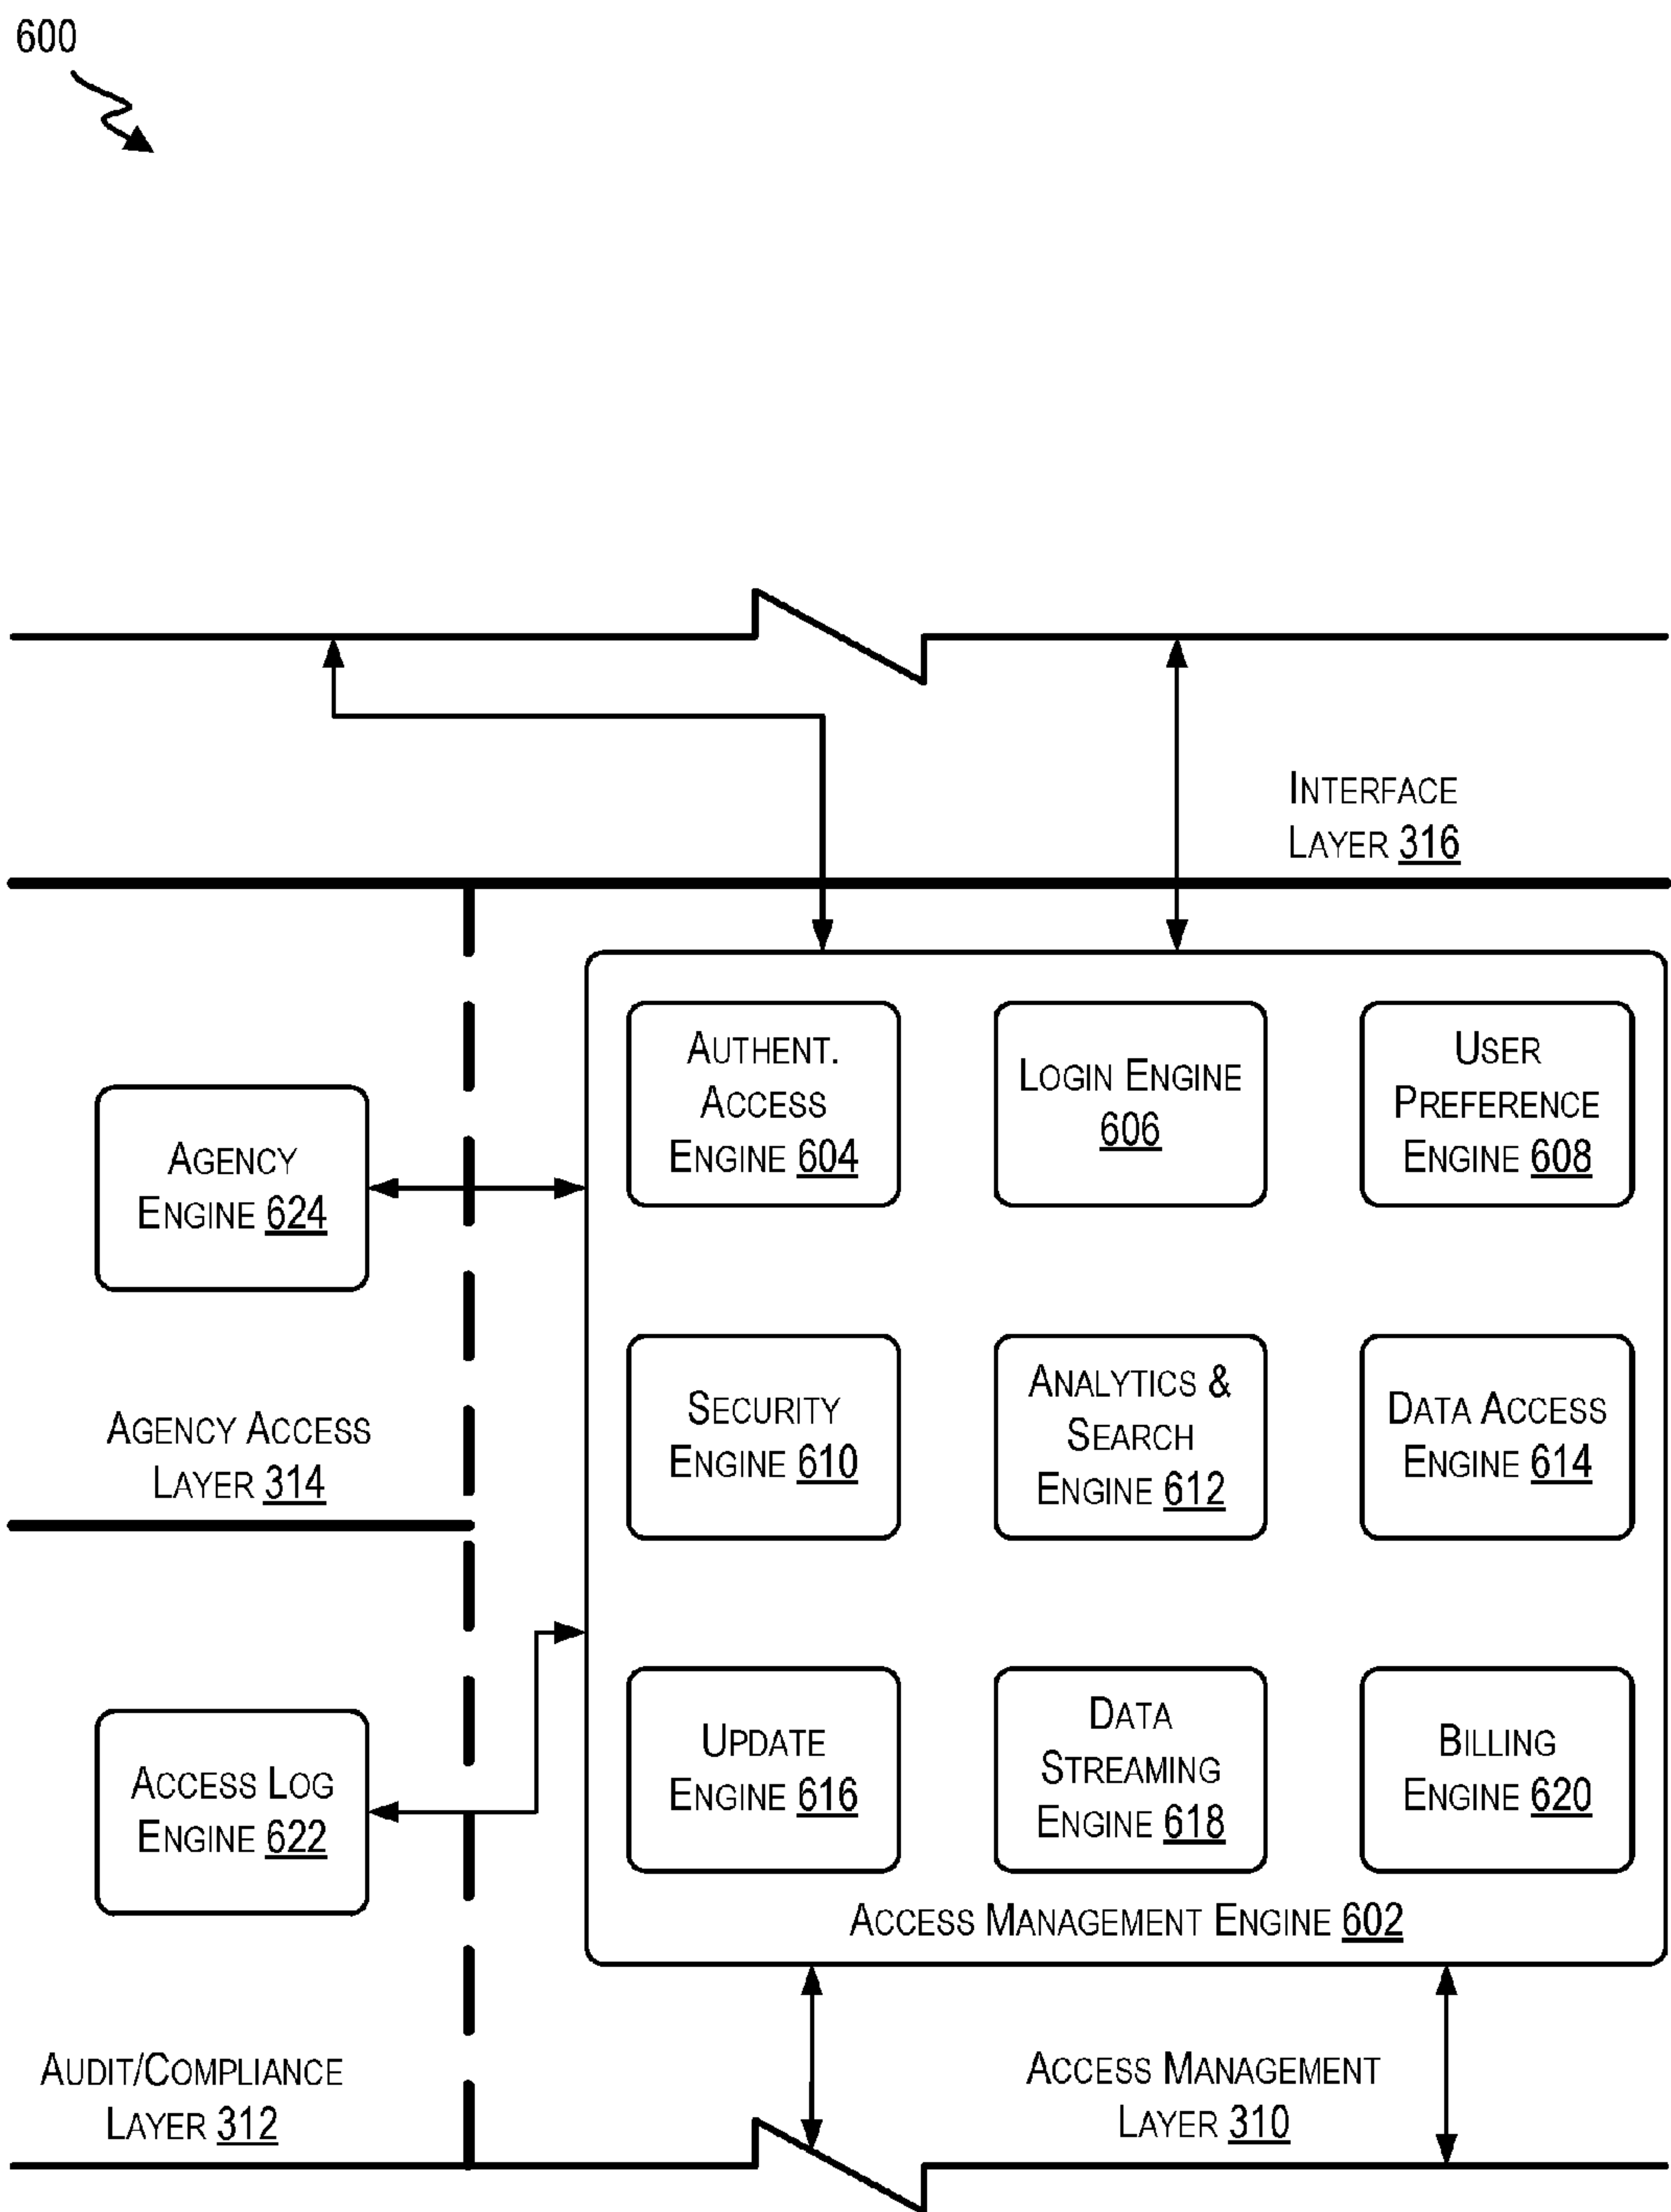 600
INTERFACE
LAYER 316
AUTHENT.
ACCESS
ENGINE 604
LOGIN ENGINE
606
USER
PREFERENCE
ENGINE 608
AGENCY
ENGINE 624
SECURITY
ENGINE 610
ANALYTICS &
SEARCH
ENGINE 612
DATA ACCESS
ENGINE 614
AGENCY ACCESS
LAYER 314
UPDATE
ENGINE 616
DATA
STREAMING
ENGINE 618
BILLING
ENGINE 620
ACCESS LOG
ENGINE 622
ACCESS MANAGEMENT ENGINE 602
AUDIT/COMPLIANCE
LAYER 312
ACCESS MANAGEMENT
LAYER 310